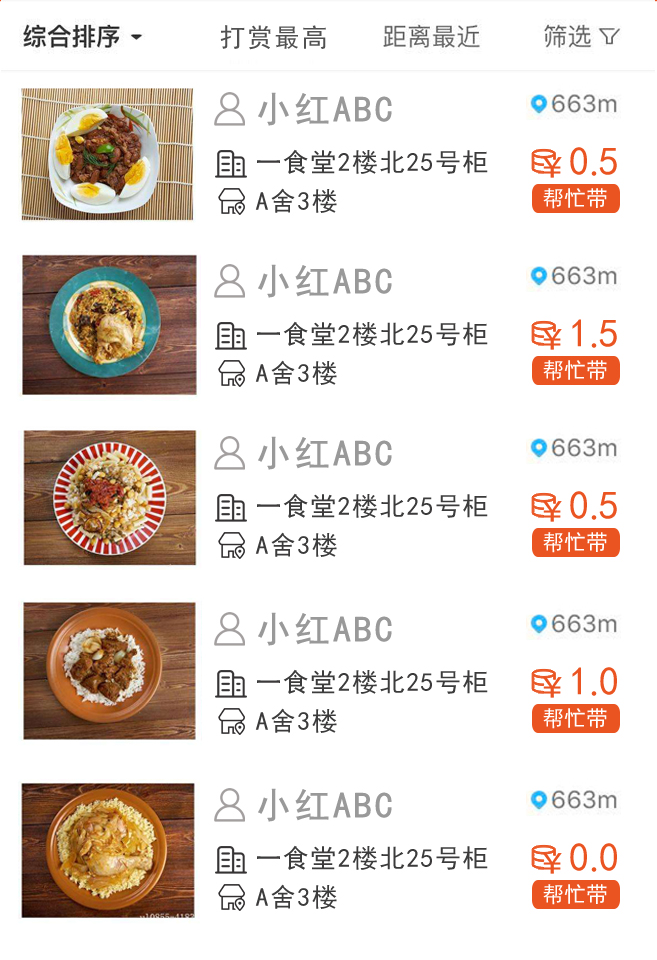 综合排序 打赏最高 距离最近 筛选
小红ABC 663m
一食堂2楼北25号柜 0.5
A舍3楼 帮忙带
小红ABC 663m
一食堂2楼北25号柜 1.5
A舍3楼 帮忙带
小红ABC 663m
一食堂2楼北25号柜 0.5
A舍3楼 帮忙带
小红ABC 663m
一食堂2楼北25号柜 1.0
A舍3楼 帮忙带
小红ABC 663m
一食堂2楼北25号柜 0.0
A舍3楼 帮忙带